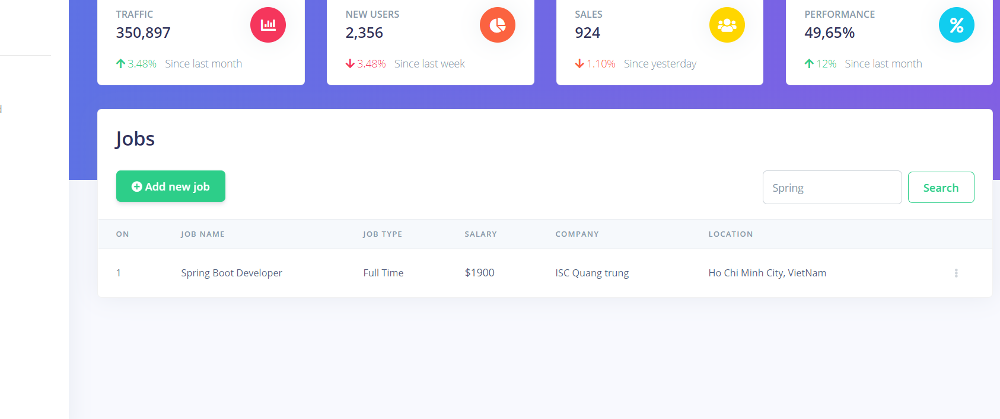 TRAFFIC
350,897
3.48% Since last month
NEW USERS
2,356
3.48% Since last week
SALES
924
1.10% Since yesterday
PERFORMANCE
49,65%
12% Since last month
Jobs
Add new job
Spring
Search
ON JOB NAME JOB TYPE SALARY COMPANY LOCATION
1 Spring Boot Developer Full Time $1900 ISC Quang trung Ho Chi Minh City, VietNam